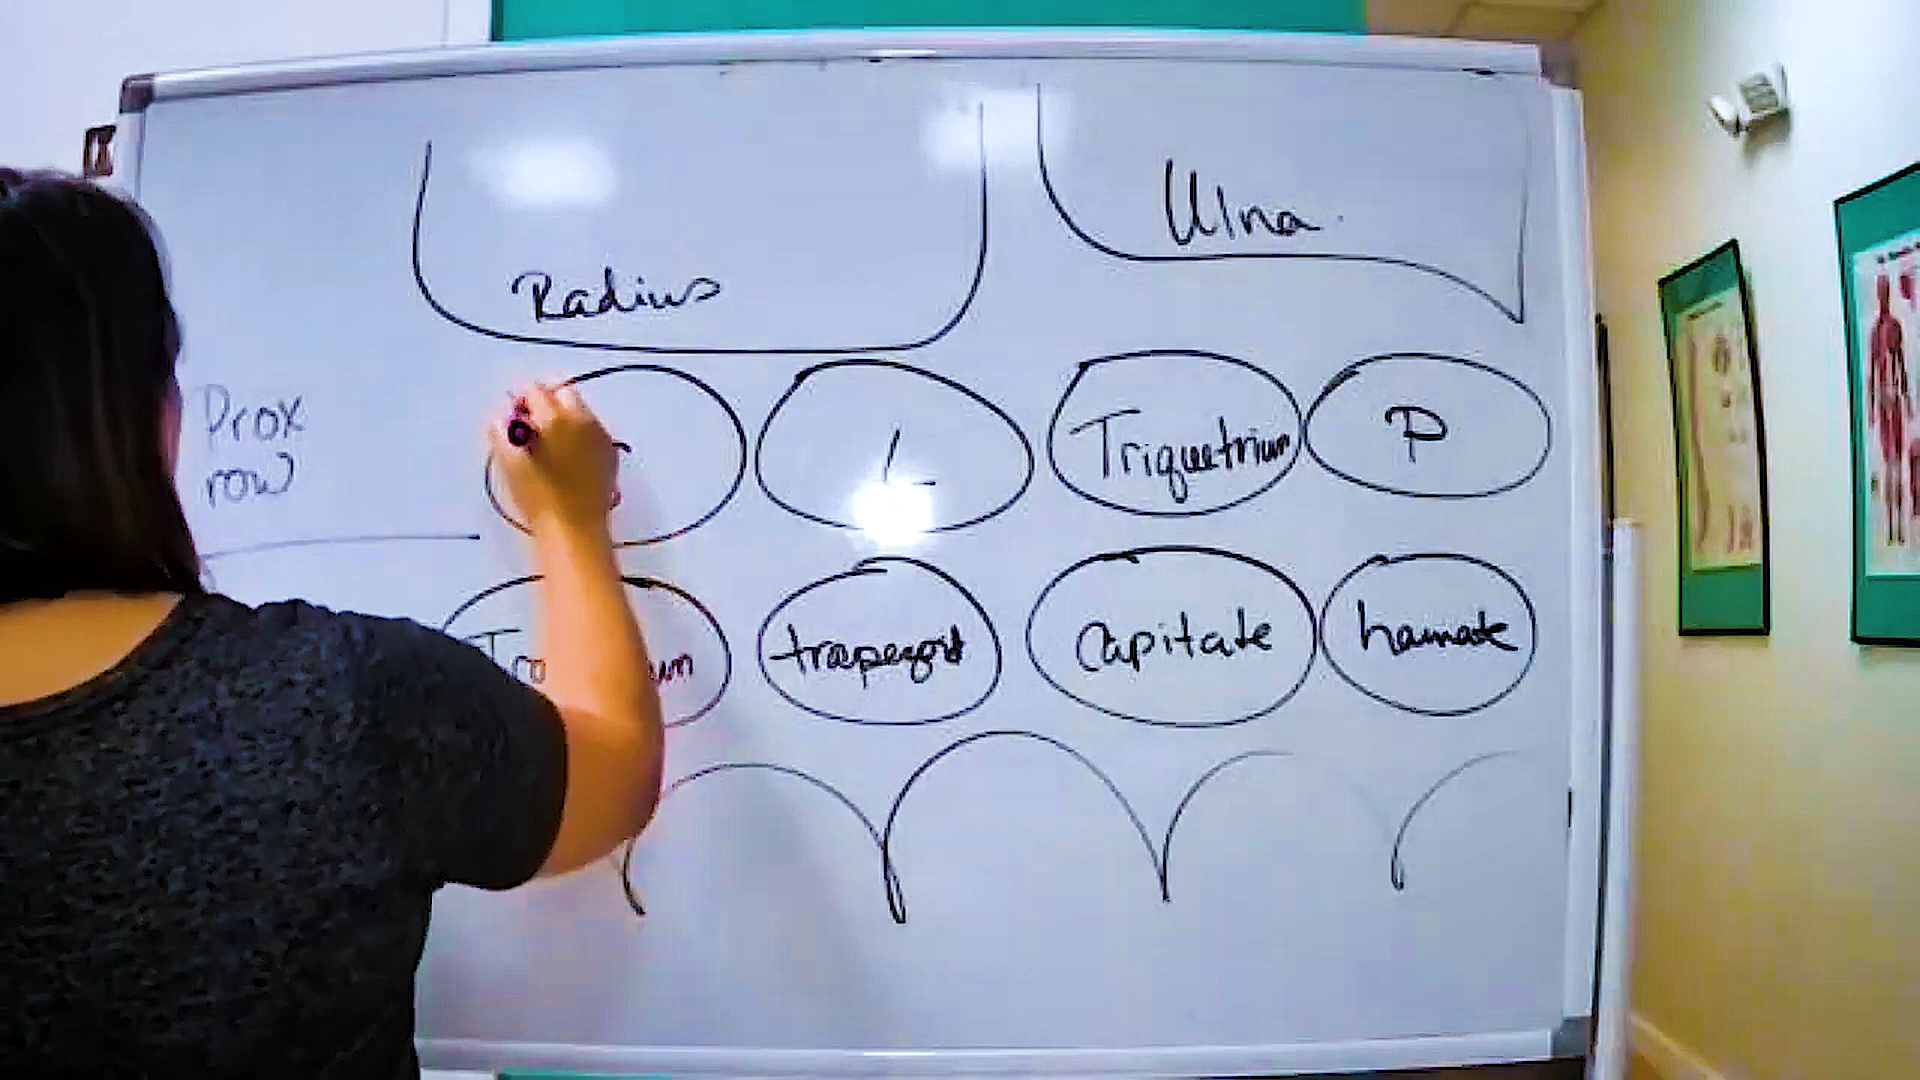 Ulna
Radius
Prox
row
L
Triquetrium
P
trapezoid
Capitate
hamate